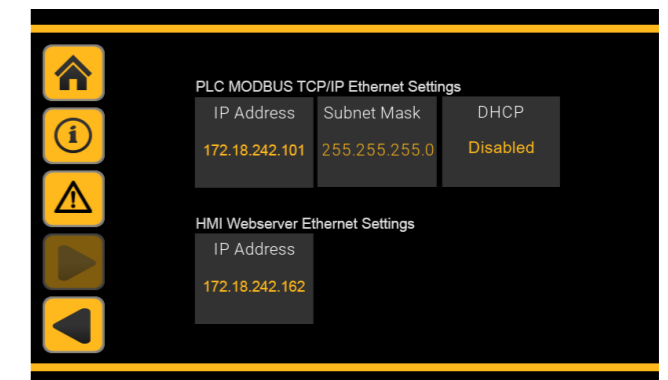 PLC MODBUS TCP/IP Ethernet Settings
IP Address Subnet Mask DHCP
172.18.242.101 255.255.255.0 Disabled
HMI Webserver Ethernet Settings
IP Address
172.18.242.162